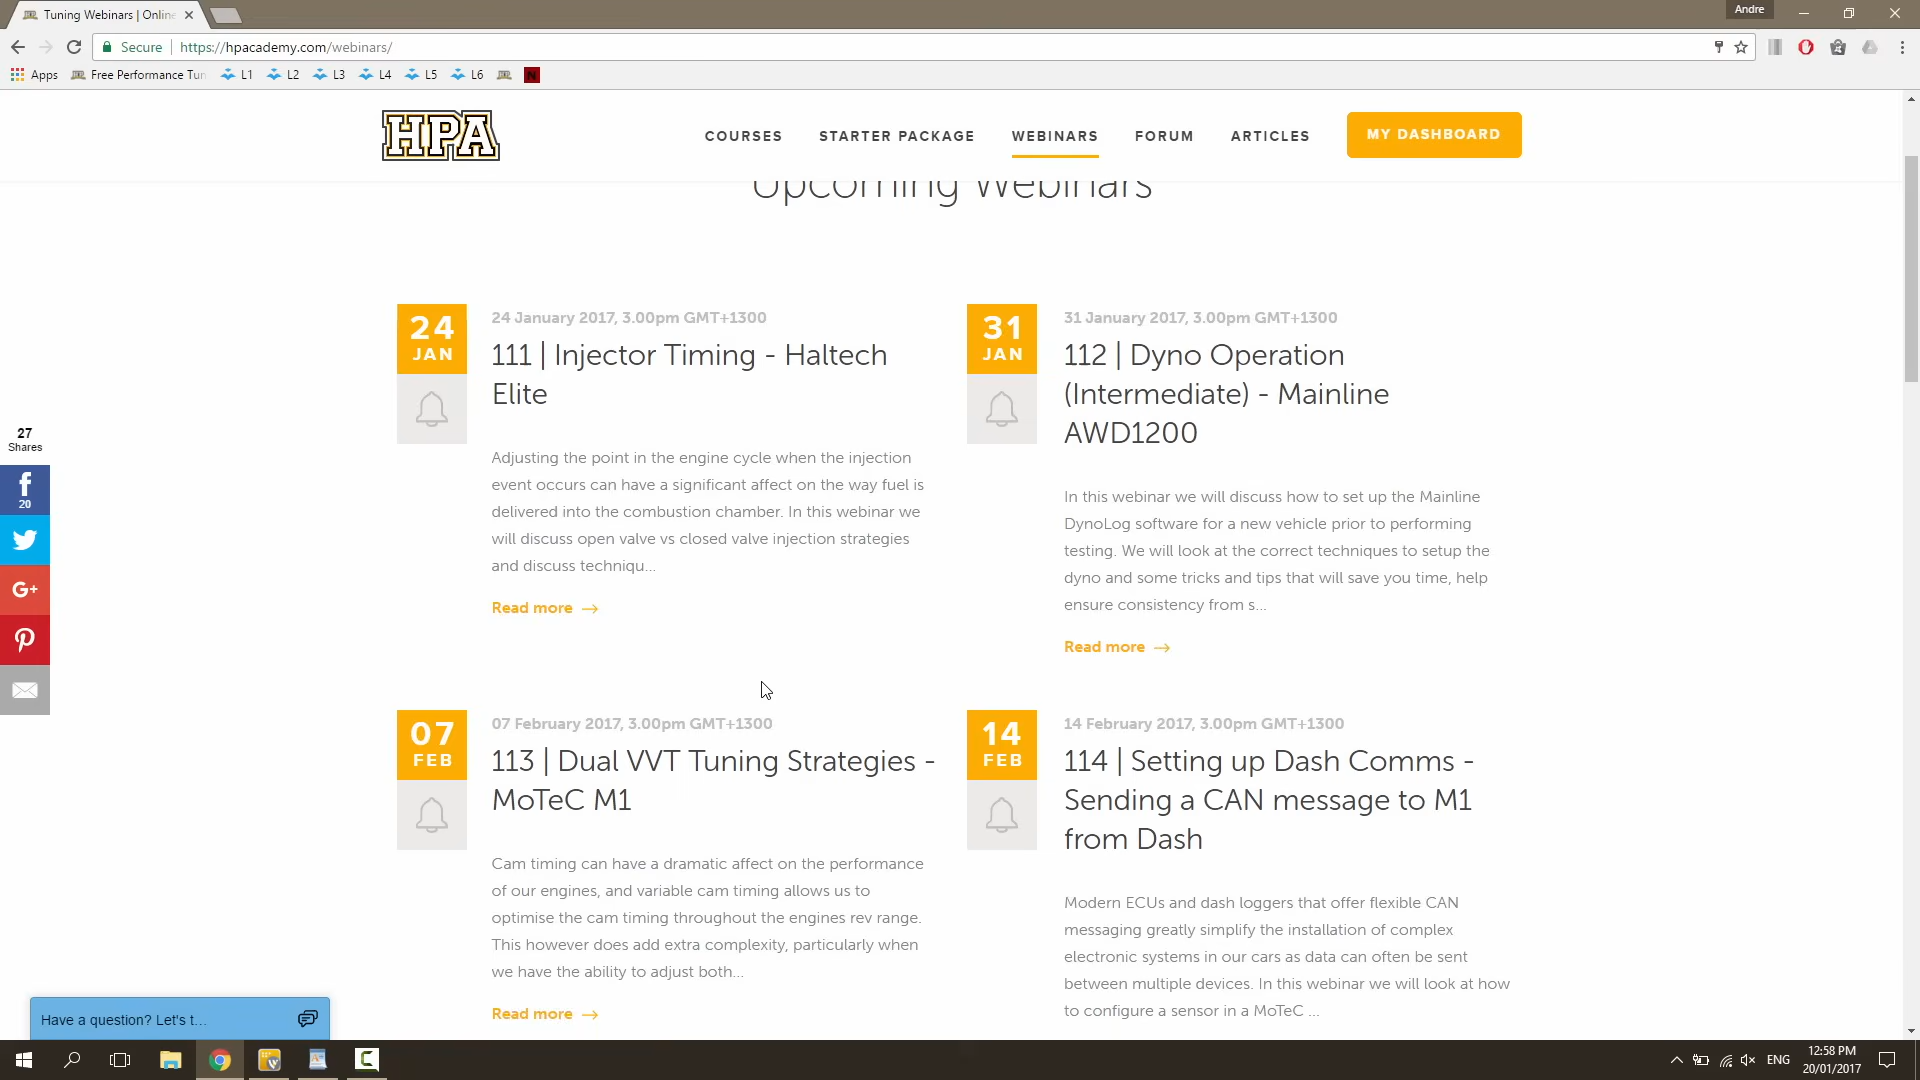 Tuning Webinars | Online
Andre
Secure
https://hpacademy.com/webinars/
Apps
Free Performance Tun
L1
L2
L3
L4
L5
L6
N
HPA
COURSES
STARTER PACKAGE
WEBINARS
FORUM
ARTICLES
MY DASHBOARD
Upcoming Webinars
24
JAN
24 January 2017, 3.00pm GMT+1300
111 | Injector Timing - Haltech
Elite
Adjusting the point in the engine cycle when the injection
event occurs can have a significant affect on the way fuel is
delivered into the combustion chamber. In this webinar we
will discuss open valve vs closed valve injection strategies
and discuss techniqu...
Read more
31
JAN
31 January 2017, 3.00pm GMT+1300
112 | Dyno Operation
(Intermediate) - Mainline
AWD1200
In this webinar we will discuss how to set up the Mainline
DynoLog software for a new vehicle prior to performing
testing. We will look at the correct techniques to setup the
dyno and some tricks and tips that will save you time, help
ensure consistency from s...
Read more
27
Shares
20
G+
07
FEB
07 February 2017, 3.00pm GMT+1300
113 | Dual VVT Tuning Strategies -
MoTeC M1
Cam timing can have a dramatic affect on the performance
of our engines, and variable cam timing allows us to
optimise the cam timing throughout the engines rev range.
This however does add extra complexity, particularly when
we have the ability to adjust both...
Read more
14
FEB
14 February 2017, 3.00pm GMT+1300
114 | Setting up Dash Comms -
Sending a CAN message to M1
from Dash
Modern ECUs and dash loggers that offer flexible CAN
messaging greatly simplify the installation of complex
electronic systems in our cars as data can often be sent
between multiple devices. In this webinar we will look at how
to configure a sensor in a MoTeC ...
Have a question? Let's t...
ENG
12:58 PM
20/01/2017